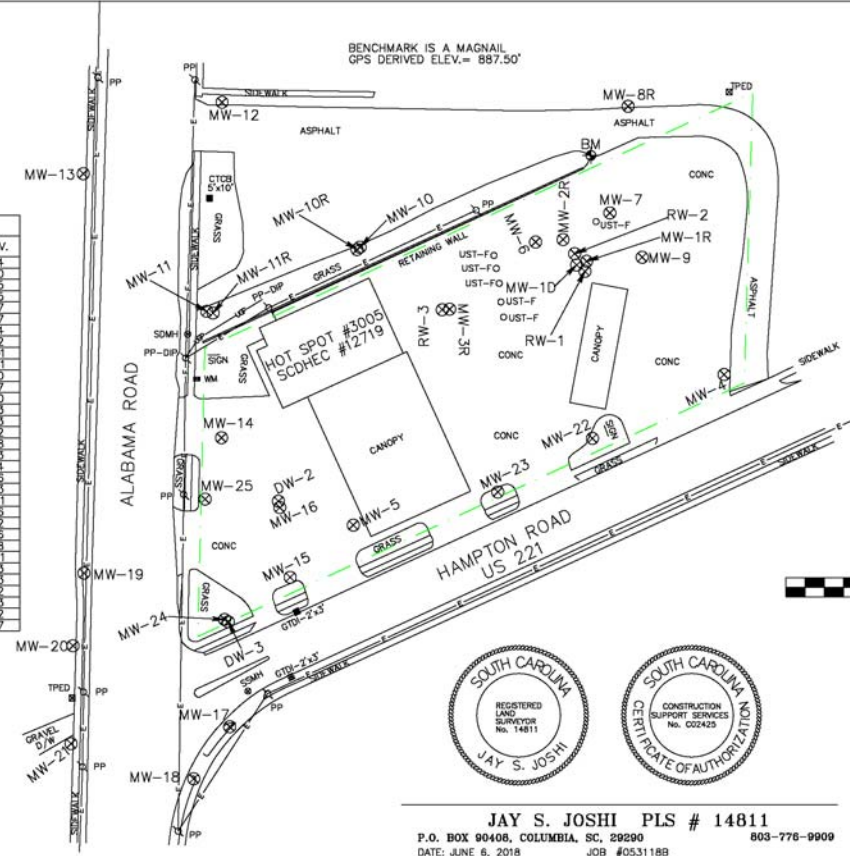 BENCHMARK IS A MAGNAIL
GPS DERIVED ELEV.= 887.50'
PP
PP
SIDEWALK
SIDEWALK
MW-12
MW-8R
TPED
ASPHALT
ASPHALT
BM
MW-13
CTCB
5'x10'
GRASS
SIDEWALK
CONC
V.
MW-10R
MW-10
PP
MW-6
MW-2R
MW-7
UST-F
RW-2
MW-1R
MW-9
GRASS
RETAINING WALL
UST-F
UST-F
UST-F
UST-F
UST-F
MW-1D
RW-1
MW-11
MW-11R
PP-DIP
ASPHALT
SDMH
PP-DIP
SIGN
WM
GRASS
HOT SPOT #3005
SCDHEC #12719
RW-3
MW-3R
CONC
CANOPY
CONC
SIDEWALK
MW-4
ALABAMA ROAD
MW-14
CANOPY
CONC
MW-22
SIGN
GRASS
SIDEWALK
SIDEWALK
GRASS
PP
MW-25
DW-2
MW-16
MW-5
MW-23
CONC
GRASS
HAMPTON ROAD
US 221
MW-19
MW-15
GRASS
MW-24
DW-3
GTDI-2'x3'
MW-20
TPED
PP
SSMH
GTDI-2'x3'
SIDEWALK
PP
GRAVEL
D/W
MW-21
MW-17
PP
MW-18
SIDEWALK
PP
SOUTH CAROLINA
REGISTERED
LAND
SURVEYOR
No. 14811
JAY S. JOSHI
SOUTH CAROLINA
CONSTRUCTION
SUPPORT SERVICES
No. C02425
CERTIFICATE OF AUTHORIZATION
JAY S. JOSHI PLS # 14811
P.O. BOX 90408, COLUMBIA, SC, 29290 803-776-9909
DATE: JUNE 6, 2018 JOB #053118B